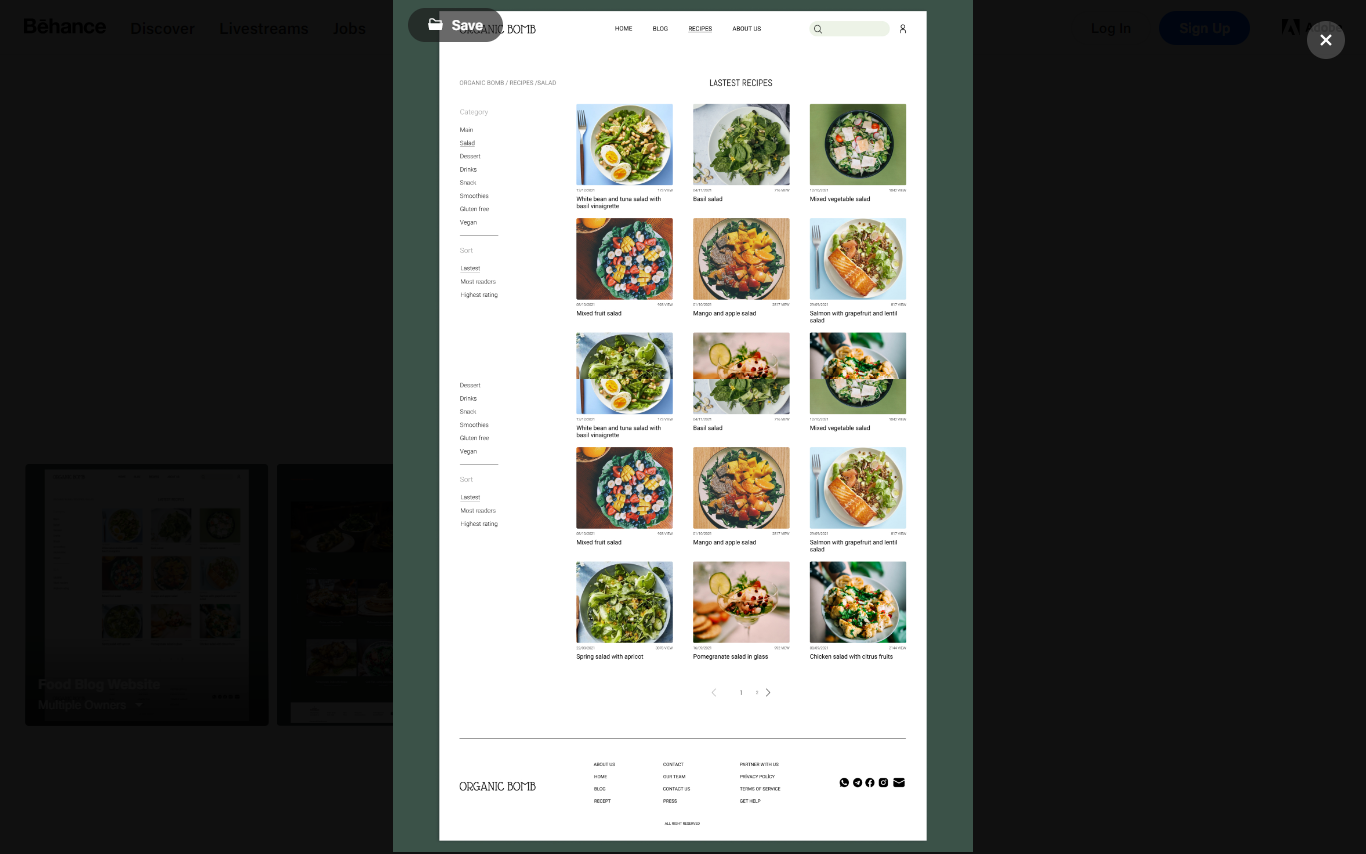 Bēhance
Discover
Livestreams
Jobs
Save
Log In
Sign Up
ORGANIC BOMB
HOME
BLOG
RECIPES
ABOUT US
ORGANIC BOMB / RECIPES /SALAD
LASTEST RECIPES
Category
Main
Salad
Dessert
Drinks
Snack
Smoothies
Gluten free
Vegan
Sort
Lastest
Most readers
Highest rating
White bean and tuna salad with
basil vinaigrette
Basil salad
Mixed vegetable salad
Mixed fruit salad
Mango and apple salad
Salmon with grapefruit and lentil
salad
Dessert
Drinks
Snack
Smoothies
Gluten free
Vegan
Sort
Lastest
Most readers
Highest rating
White bean and tuna salad with
basil vinaigrette
Basil salad
Mixed vegetable salad
Mixed fruit salad
Mango and apple salad
Salmon with grapefruit and lentil
salad
Spring salad with apricot
Pomegranate salad in glass
Chicken salad with citrus fruits
1
Food Blog Website
Multiple Owners
ORGANIC BOMB
ABOUT US
HOME
BLOG
RECEPT
CONTACT
OUR TEAM
CONTACT US
PRESS
PARTNER WITH US
PRIVACY POLICY
TERMS OF SERVICE
GET HELP
ALL RIGHT RESERVED